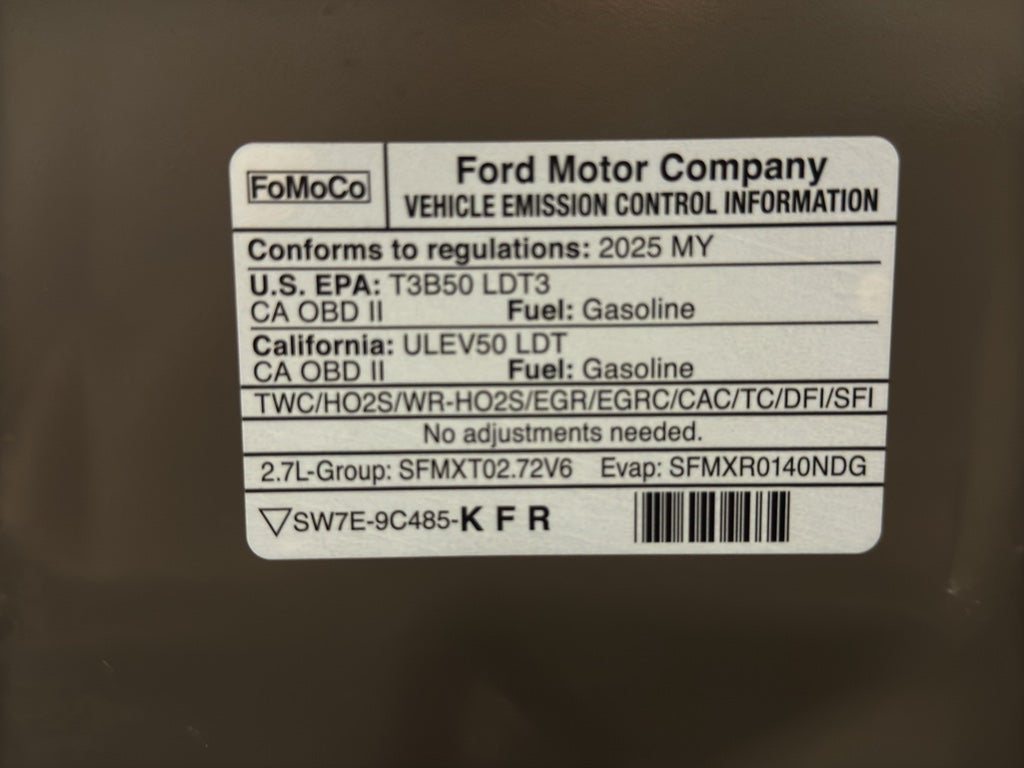 FoMoCo
Ford Motor Company
VEHICLE EMISSION CONTROL INFORMATION
Conforms to regulations: 2025 MY
U.S. EPA: T3B50 LDT3
CA OBD II Fuel: Gasoline
California: ULEV50 LDT
CA OBD II Fuel: Gasoline
TWC/HO2S/WR-HO2S/EGR/EGRC/CAC/TC/DFI/SFI
No adjustments needed.
2.7L-Group: SFMXT02.72V6 Evap: SFMXR0140NDG
▽SW7E-9C485-K F R